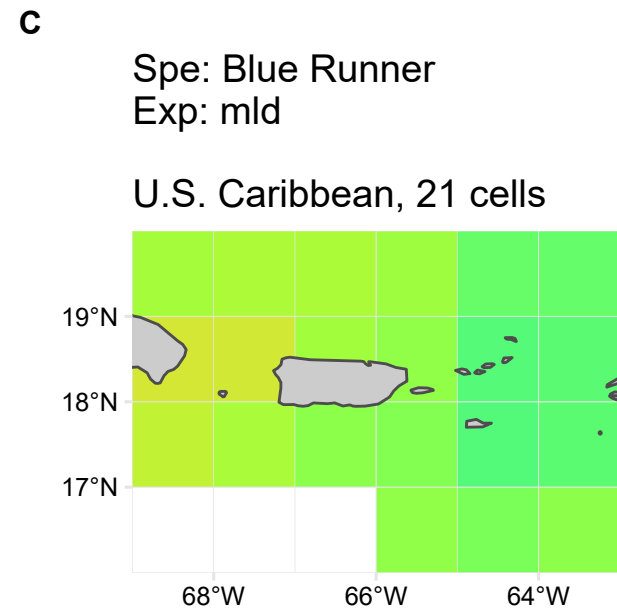 C
Spe: Blue Runner
Exp: mld
U.S. Caribbean, 21 cells
19°N
18°N
17°N
68°W 66°W 64°W